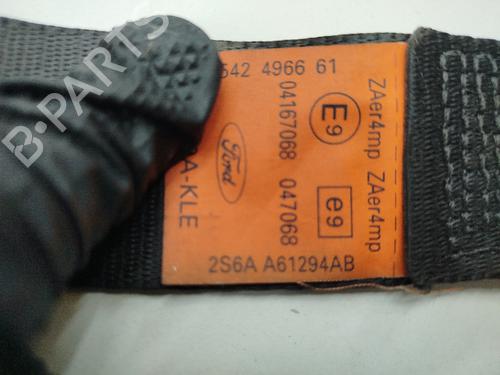 B-PARTS
542 4966 61
ZAer4mp ZAer4mp
E9
e9
04167068 047068
Ford
A-KLE
2S6A A61294AB